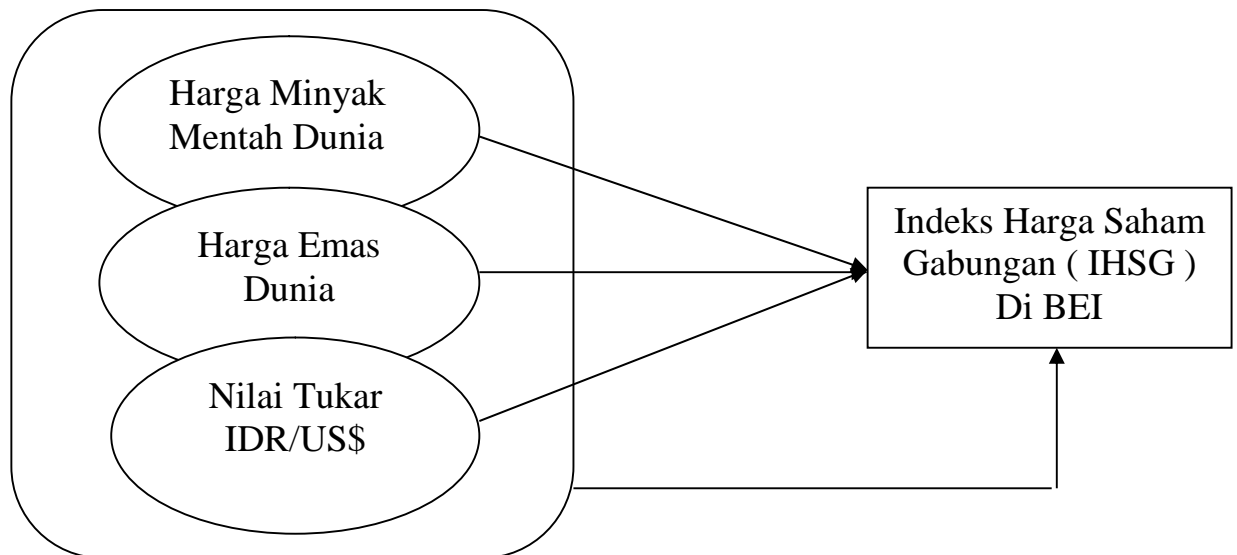 Harga Minyak
Mentah Dunia
Harga Emas
Dunia
Nilai Tukar
IDR/US$
Indeks Harga Saham
Gabungan ( IHSG )
Di BEI